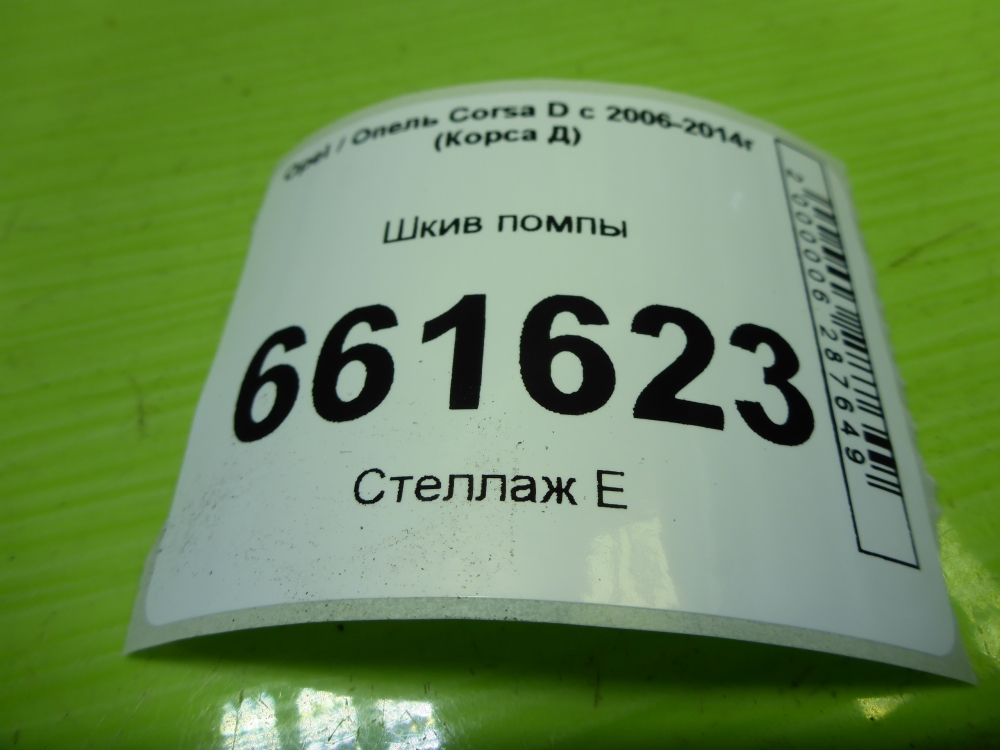 Opel / Опель Corsa D с 2006-2014г
(Корса Д)
Шкив помпы
661623
Стеллаж Е
2000006287649